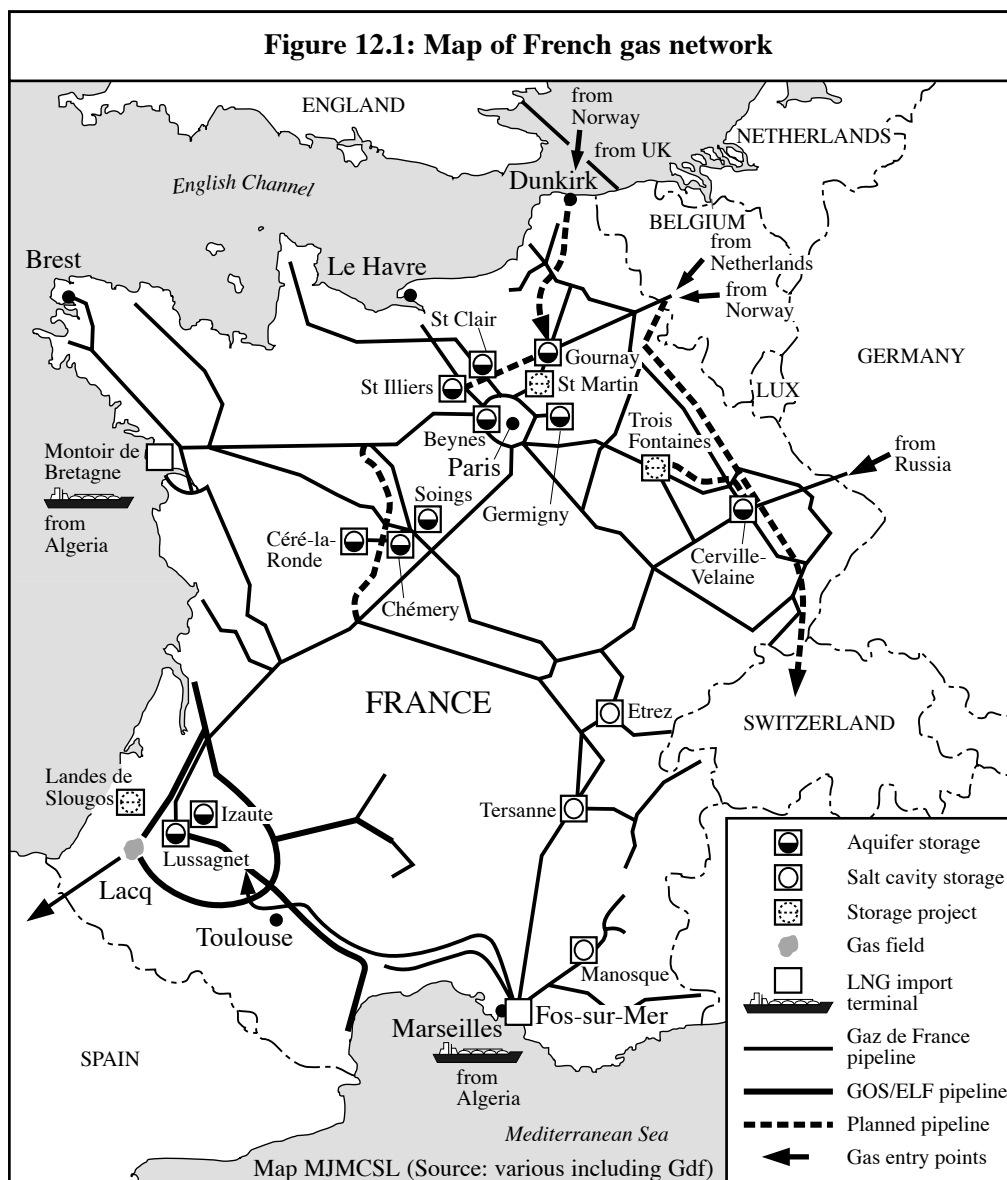 Figure 12.1: Map of French gas network
ENGLAND
from
Norway
NETHERLANDS
from UK
English Channel
Dunkirk
BELGIUM
from
Netherlands
from
Norway
Brest
Le Havre
St Clair
Gournay
GERMANY
St Illiers
St Martin
LUX
Beynes
Paris
Trois
Fontaines
Montoir de
Bretagne
from
Algeria
Soings
Germigny
from
Russia
Céré-la-
Ronde
Chémery
Cerville-
Velaine
FRANCE
Etrez
SWITZERLAND
Landes de
Slougos
Izaute
Tersanne
Lussagnet
Lacq
Toulouse
Manosque
Marseilles
Fos-sur-Mer
SPAIN
from
Algeria
Mediterranean Sea
Map MJMCSL (Source: various including Gdf)
Aquifer storage
Salt cavity storage
Storage project
Gas field
LNG import
terminal
Gaz de France
pipeline
GOS/ELF pipeline
Planned pipeline
Gas entry points